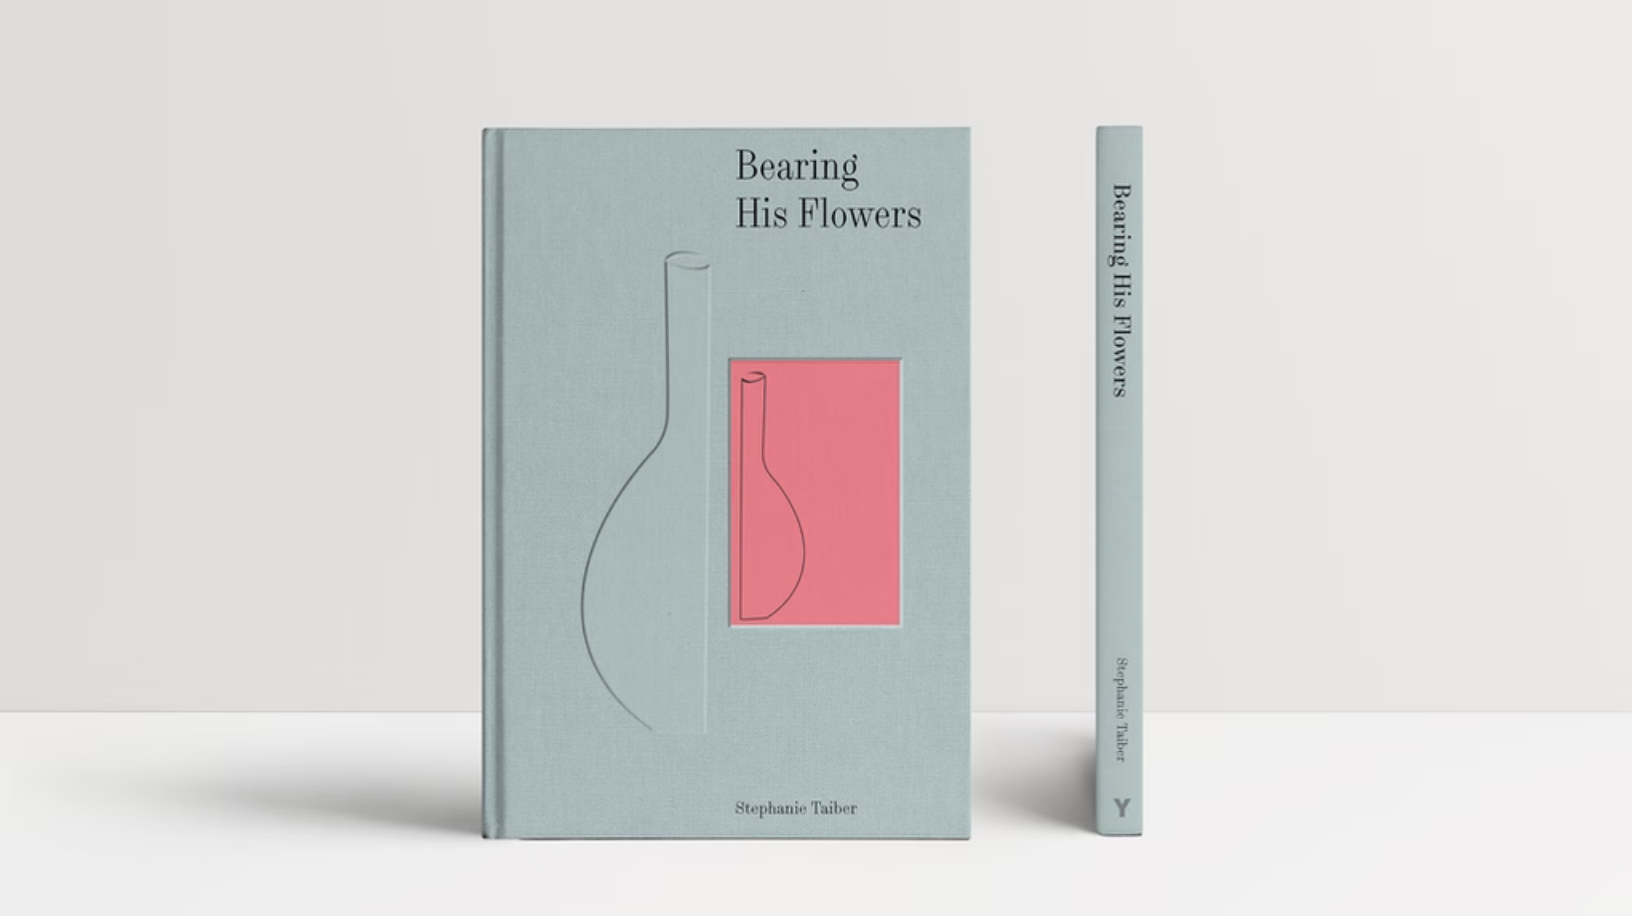 Bearing
His Flowers
Stephanie Taiber
Bearing His Flowers
Stephanie Taiber
Y